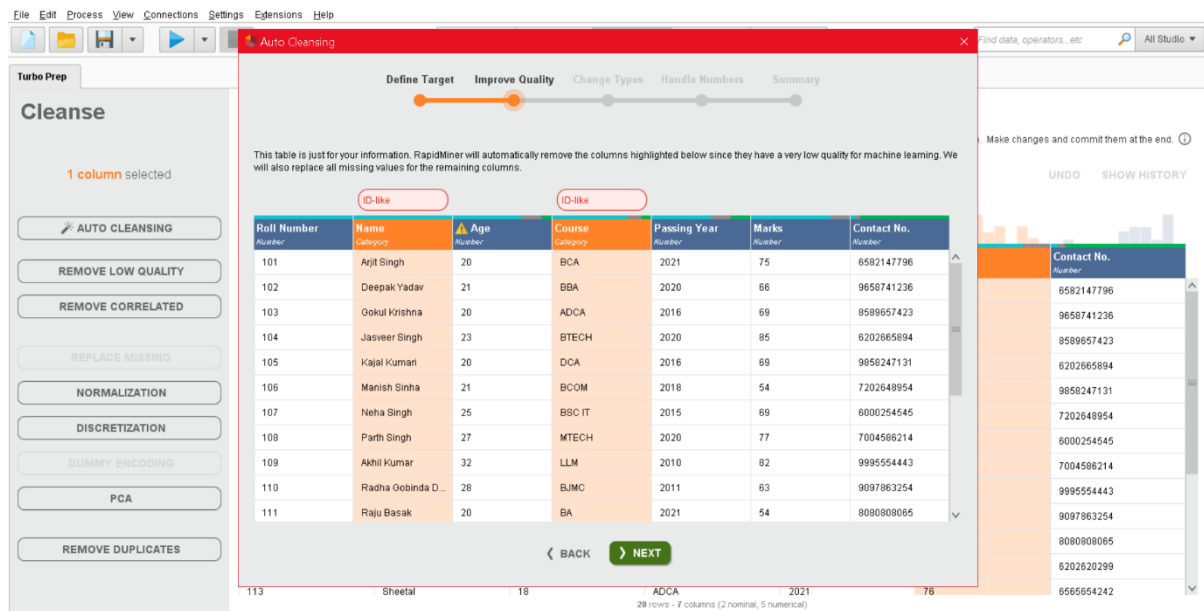 File Edit Process View Connections Settings Extensions Help
Find data, operators...etc
All Studio
Turbo Prep
Auto Cleansing
Cleanse
Define Target Improve Quality Change Types Handle Numbers Summary
Make changes and commit them at the end.
This table is just for your information. RapidMiner will automatically remove the columns highlighted below since they have a very low quality for machine learning. We
will also replace all missing values for the remaining columns.
1 column selected
UNDO SHOW HISTORY
AUTO CLEANSING
REMOVE LOW QUALITY
REMOVE CORRELATED
REPLACE MISSING
NORMALIZATION
DISCRETIZATION
DUMMY ENCODING
PCA
REMOVE DUPLICATES
ID-like ID-like
Roll Number Name Age Course Passing Year Marks Contact No.
Number Category Number Category Number Number Number
101 Arjit Singh 20 BCA 2021 75 6582147796
102 Deepak Yadav 21 BBA 2020 66 9658741236
103 Gokul Krishna 20 ADCA 2016 69 8589657423
104 Jasveer Singh 23 BTECH 2020 85 6202665894
105 Kajal Kumari 20 DCA 2016 69 9858247131
106 Manish Sinha 21 BCOM 2018 54 7202648954
107 Neha Singh 25 BSC IT 2015 69 6000254545
108 Parth Singh 27 MTECH 2020 77 7004586214
109 Akhil Kumar 32 LLM 2010 82 9995554443
110 Radha Gobinda D... 28 BJMC 2011 63 9097863254
111 Raju Basak 20 BA 2021 54 8080808065
BACK NEXT
Contact No.
Number
6582147796
9658741236
8589657423
6202665894
9858247131
7202648954
6000254545
7004586214
9995554443
9097863254
8080808065
6202620299
113 Sheetal 18 ADCA 2021 76 6565654242
20 rows - 7 columns (2 nominal, 5 numerical)